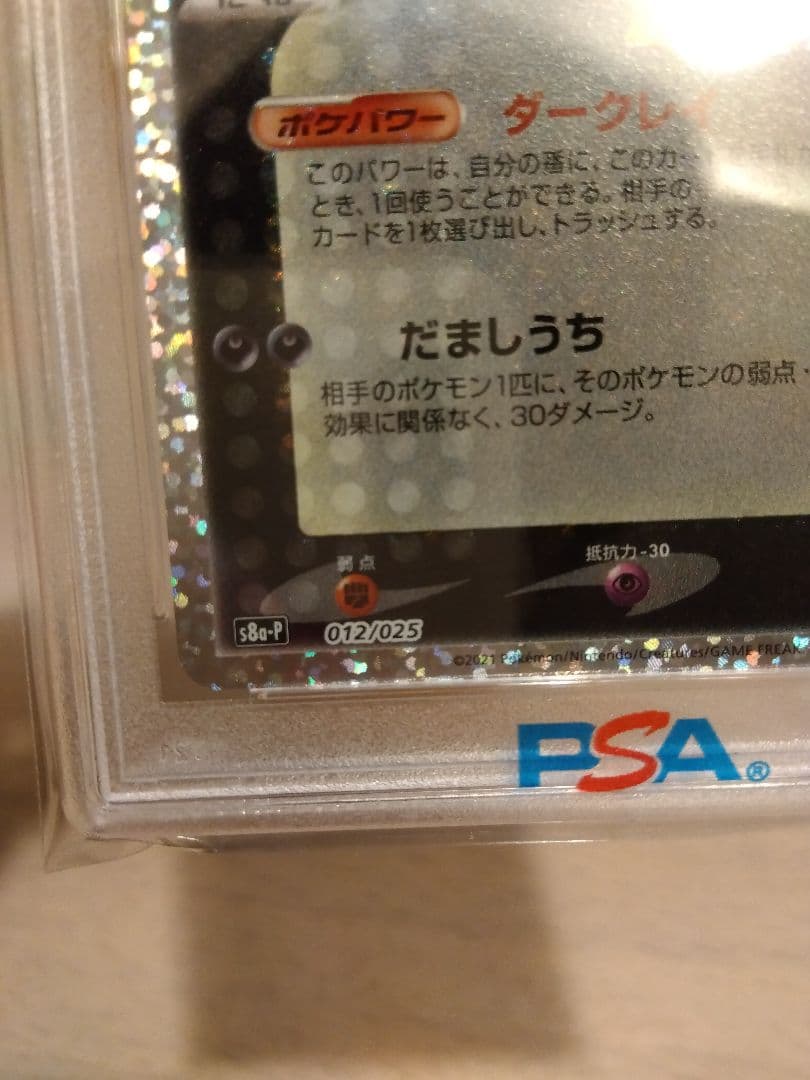 ポケパワー ダークレイ
このパワーは、自分の番に、このカー
とき、1回使うことができる。相手の
カードを1枚選び出し、トラッシュする。
だましうち
相手のポケモン1匹に、そのポケモンの弱点・
効果に関係なく、30ダメージ。
弱点 抵抗力-30
s8a-P 012/025
©2021 Pokémon/Nintendo/Creatures/GAME FREAK
PSA®